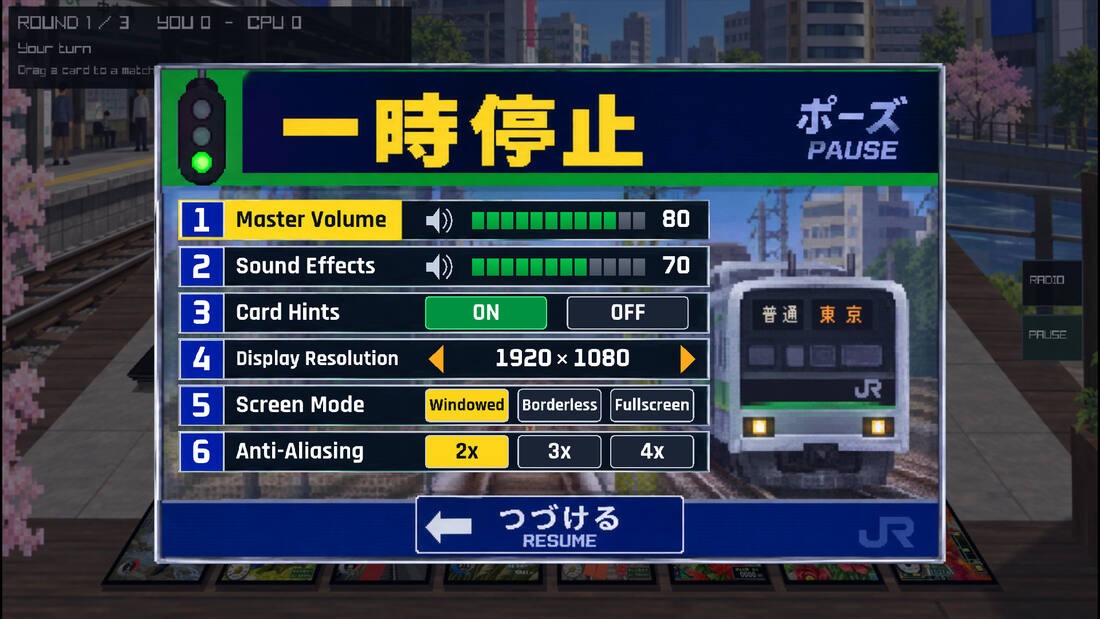 ROUND 1 / 3 YOU 0 - CPU 0
Your turn
Drag a card to a match
一時停止
ポーズ
PAUSE
1 Master Volume 80
2 Sound Effects 70
3 Card Hints ON OFF
4 Display Resolution 1920 × 1080
5 Screen Mode Windowed Borderless Fullscreen
6 Anti-Aliasing 2x 3x 4x
普通 東京
JR
RADIO
PAUSE
つづける
RESUME
JR